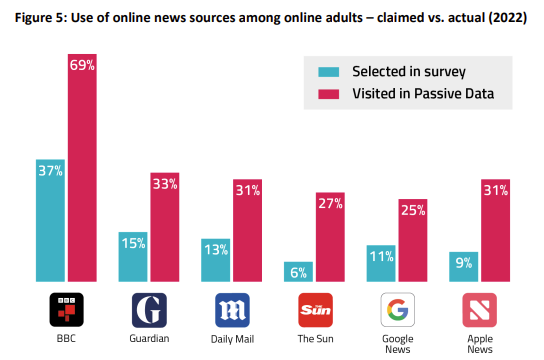 Figure 5: Use of online news sources among online adults – claimed vs. actual (2022)
Selected in survey
Visited in Passive Data
37%
69%
15%
33%
13%
31%
6%
27%
11%
25%
9%
31%
BBC
G
m
Sun
G
N
BBC
Guardian
Daily Mail
The Sun
Google
News
Apple
News